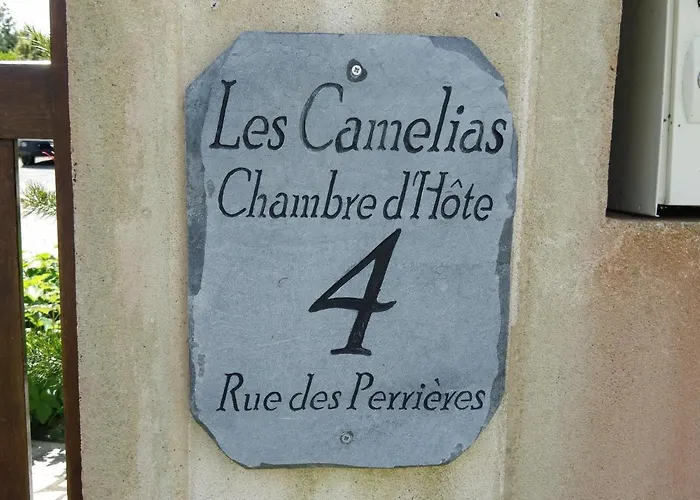 Les Camelias
Chambre d'Hôte
4
Rue des Perrières